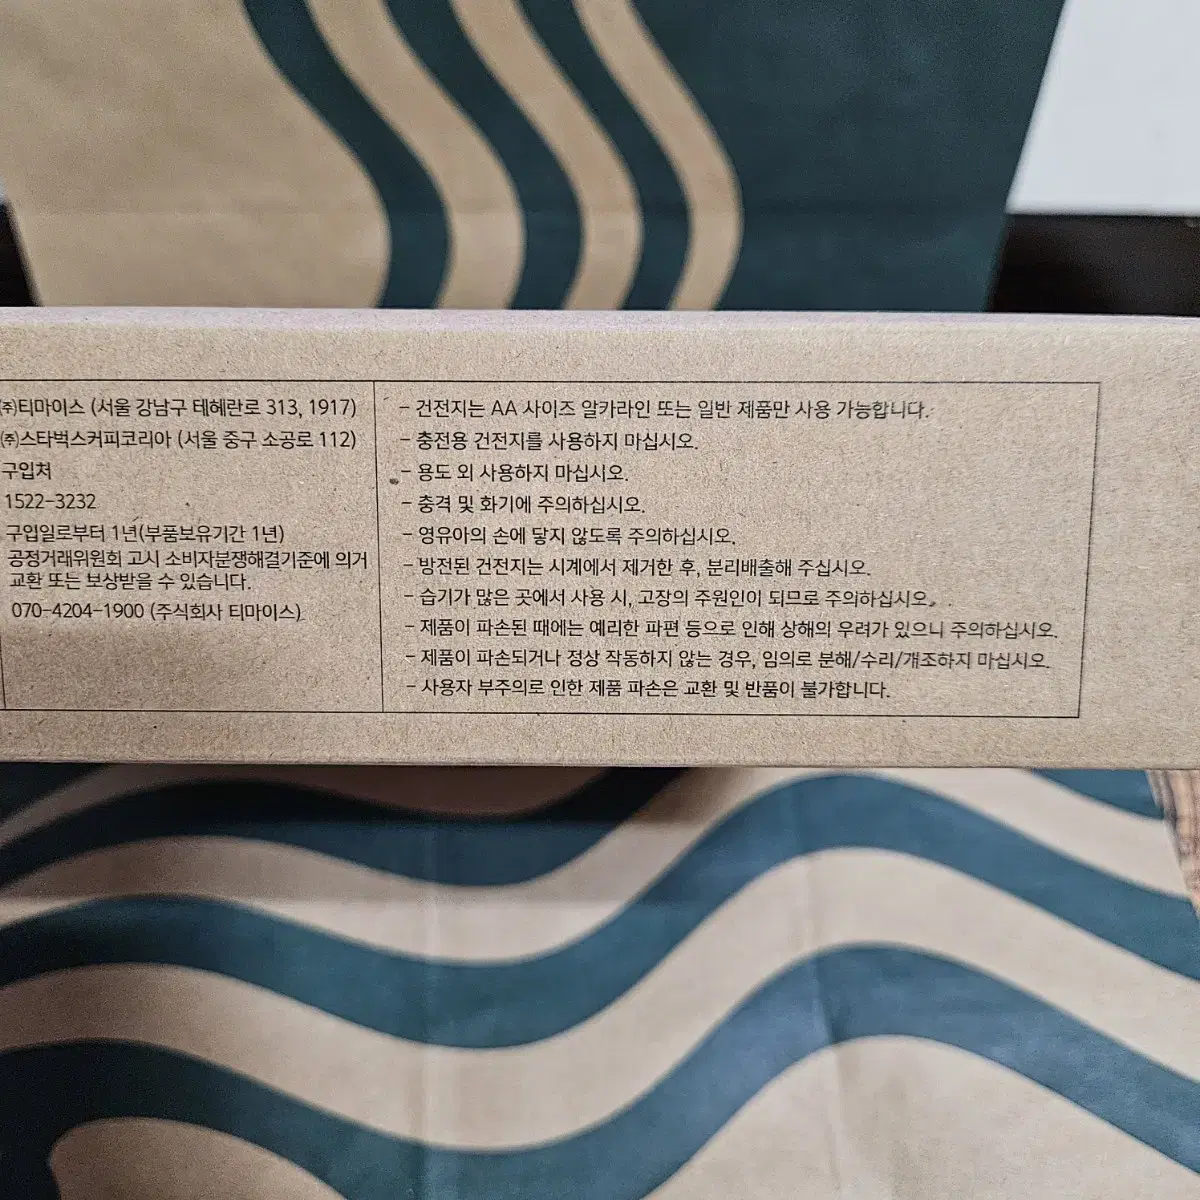 ㈜티마이스 (서울 강남구 테헤란로 313, 1917)
㈜스타벅스커피코리아 (서울 중구 소공로 112)
구입처
1522-3232
구입일로부터 1년(부품보유기간 1년)
공정거래위원회 고시 소비자분쟁해결기준에 의거
교환 또는 보상받을 수 있습니다.
070-4204-1900 (주식회사 티마이스)
- 건전지는 AA 사이즈 알카라인 또는 일반 제품만 사용 가능합니다.
- 충전용 건전지를 사용하지 마십시오.
- 용도 외 사용하지 마십시오.
- 충격 및 화기에 주의하십시오.
- 영유아의 손에 닿지 않도록 주의하십시오.
- 방전된 건전지는 시계에서 제거한 후, 분리배출해 주십시오.
- 습기가 많은 곳에서 사용 시, 고장의 주원인이 되므로 주의하십시오.
- 제품이 파손된 때에는 예리한 파편 등으로 인해 상해의 우려가 있으니 주의하십시오.
- 제품이 파손되거나 정상 작동하지 않는 경우, 임의로 분해/수리/개조하지 마십시오.
- 사용자 부주의로 인한 제품 파손은 교환 및 반품이 불가합니다.